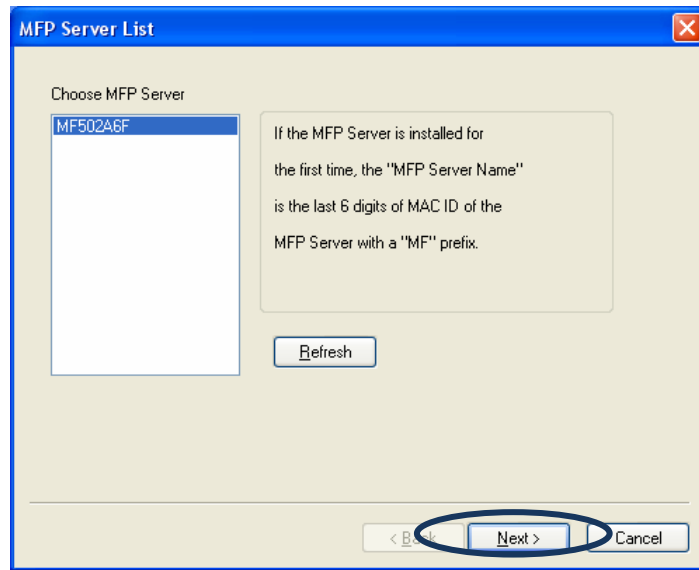 MFP Server List
Choose MFP Server
MF502A6F
If the MFP Server is installed for
the first time, the "MFP Server Name"
is the last 6 digits of MAC ID of the
MFP Server with a "MF" prefix.
Refresh
< Back
Next >
Cancel